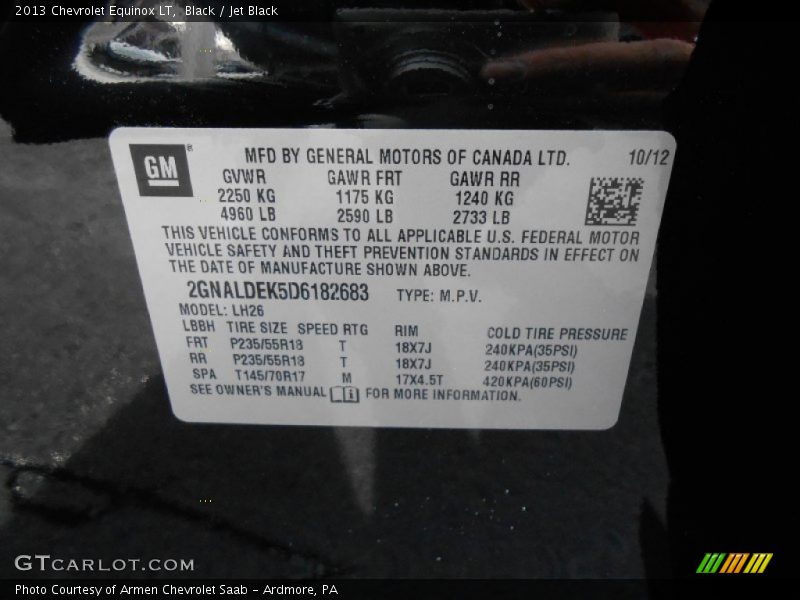 2013 Chevrolet Equinox LT,  Black / Jet Black
GM ®
MFD BY GENERAL MOTORS OF CANADA LTD. 10/12
GVWR GAWR FRT GAWR RR
2250 KG 1175 KG 1240 KG
4960 LB 2590 LB 2733 LB
THIS VEHICLE CONFORMS TO ALL APPLICABLE U.S. FEDERAL MOTOR
VEHICLE SAFETY AND THEFT PREVENTION STANDARDS IN EFFECT ON
THE DATE OF MANUFACTURE SHOWN ABOVE.
2GNALDEK5D6182683 TYPE: M.P.V.
MODEL: LH26
LBBH TIRE SIZE SPEED RTG RIM COLD TIRE PRESSURE
FRT P235/55R18 T 18X7J 240KPA(35PSI)
RR P235/55R18 T 18X7J 240KPA(35PSI)
SPA T145/70R17 M 17X4.5T 420KPA(60PSI)
SEE OWNER'S MANUAL i FOR MORE INFORMATION.
GTCARLOT.COM
Photo Courtesy of Armen Chevrolet Saab - Ardmore, PA